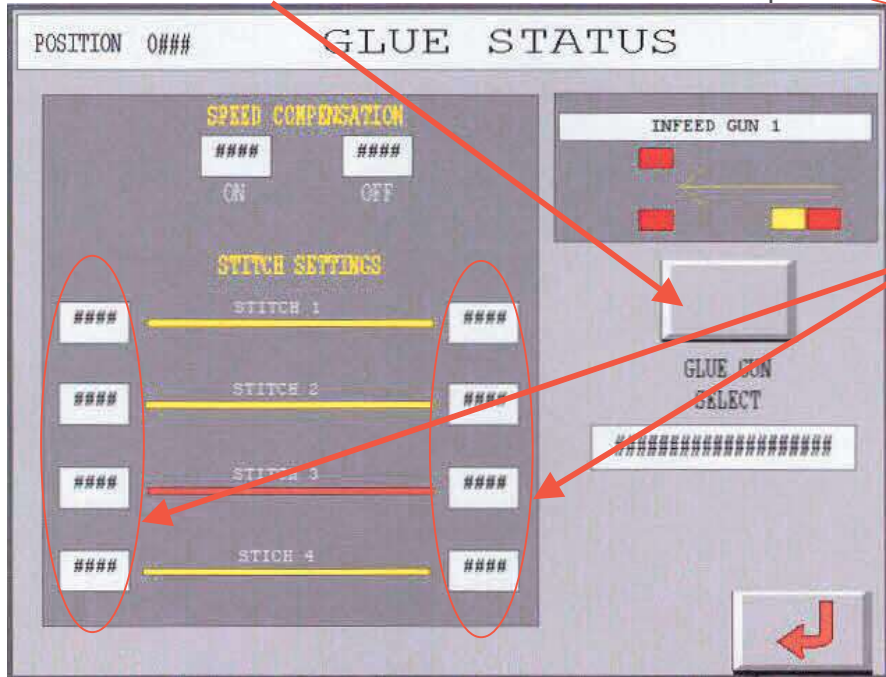 POSITION 0### GLUE STATUS
SPEED COMPENSATION
#### ####
ON OFF
STITCH SETTINGS
#### STITCH 1 ####
#### STITCH 2 ####
#### STITCH 3 ####
#### STICH 4 ####
INFEED GUN 1
GLUE GUN
SELECT
####################